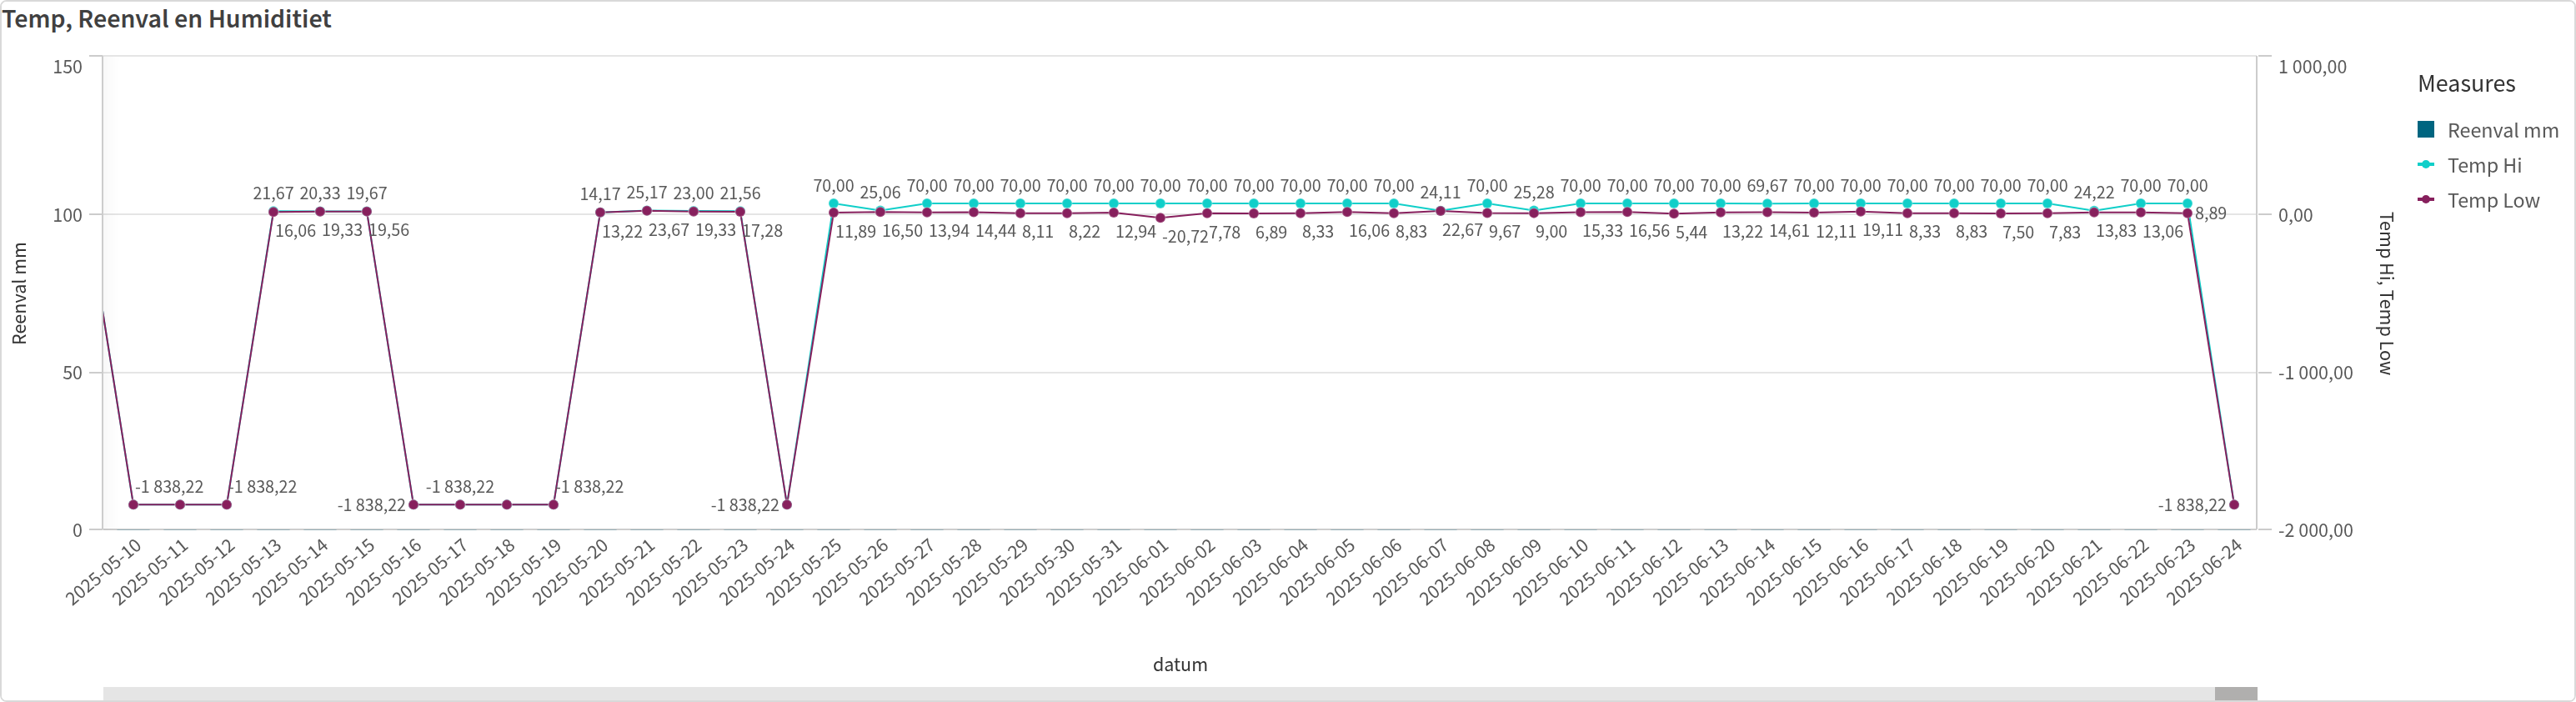 Temp, Reenval en Humiditiet
150
100
50
0
Reenval mm
1 000,00
0,00
-1 000,00
-2 000,00
Temp Hi, Temp Low
Measures
Reenval mm
Temp Hi
Temp Low
21,67 20,33 19,67
14,17 25,17 23,00 21,56
70,00 25,06 70,00 70,00 70,00 70,00 70,00 70,00 70,00 70,00 70,00 70,00 70,00 24,11 70,00 25,28 70,00 70,00 70,00 70,00 69,67 70,00 70,00 70,00 70,00 70,00 70,00 24,22 70,00 70,00
16,06 19,33 19,56
13,22 23,67 19,33 17,28
11,89 16,50 13,94 14,44 8,11 8,22 12,94 -20,72 7,78 6,89 8,33 16,06 8,83 22,67 9,67 9,00 15,33 16,56 5,44 13,22 14,61 12,11 19,11 8,33 8,83 7,50 7,83 13,83 13,06 8,89
-1 838,22 -1 838,22 -1 838,22 -1 838,22 -1 838,22 -1 838,22 -1 838,22
2025-05-10 2025-05-11 2025-05-12 2025-05-13 2025-05-14 2025-05-15 2025-05-16 2025-05-17 2025-05-18 2025-05-19 2025-05-20 2025-05-21 2025-05-22 2025-05-23 2025-05-24 2025-05-25 2025-05-26 2025-05-27 2025-05-28 2025-05-29 2025-05-30 2025-05-31 2025-06-01 2025-06-02 2025-06-03 2025-06-04 2025-06-05 2025-06-06 2025-06-07 2025-06-08 2025-06-09 2025-06-10 2025-06-11 2025-06-12 2025-06-13 2025-06-14 2025-06-15 2025-06-16 2025-06-17 2025-06-18 2025-06-19 2025-06-20 2025-06-21 2025-06-22 2025-06-23 2025-06-24
datum